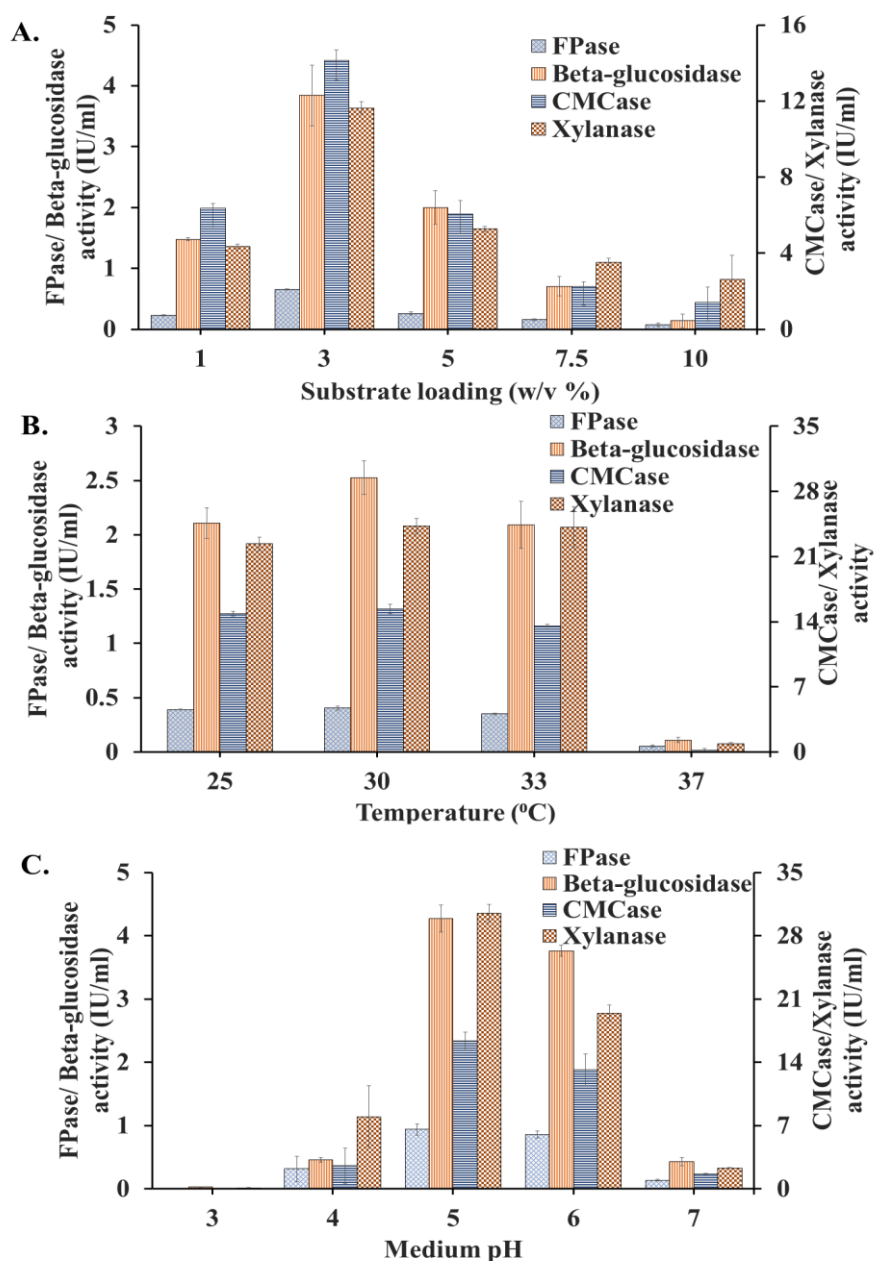 A.
FPase/ Beta-glucosidase
activity (IU/ml)
5
4
3
2
1
0
FPase
Beta-glucosidase
CMCase
Xylanase
16
12
8
4
0
CMCase/ Xylanase
activity (IU/ml)
1 3 5 7.5 10
Substrate loading (w/v %)
B.
FPase/ Beta-glucosidase
activity (IU/ml)
3
2.5
2
1.5
1
0.5
0
FPase
Beta-glucosidase
CMCase
Xylanase
35
28
21
14
7
0
CMCase/ Xylanase
activity
25 30 33 37
Temperature (ºC)
C.
FPase/ Beta-glucosidase
activity (IU/ml)
5
4
3
2
1
0
FPase
Beta-glucosidase
CMCase
Xylanase
35
28
21
14
7
0
CMCase/Xylanase
activity (IU/ml)
3 4 5 6 7
Medium pH